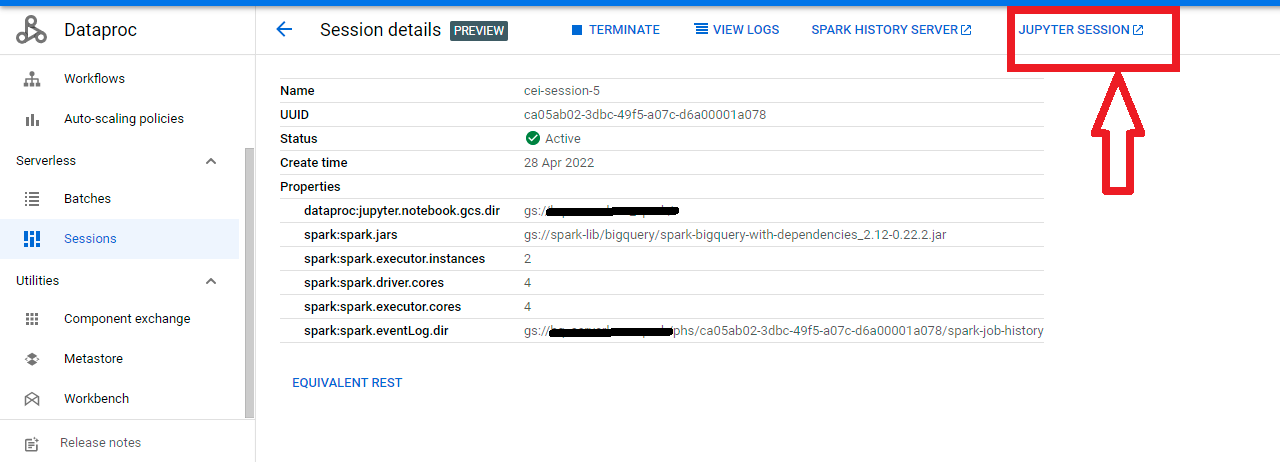 Dataproc
Session details PREVIEW TERMINATE VIEW LOGS SPARK HISTORY SERVER JUPYTER SESSION
Workflows
Auto-scaling policies
Serverless
Batches
Sessions
Utilities
Component exchange
Metastore
Workbench
Release notes
Name cei-session-5
UUID ca05ab02-3dbc-49f5-a07c-d6a00001a078
Status Active
Create time 28 Apr 2022
Properties
dataproc:jupyter.notebook.gcs.dir gs://
spark:spark.jars gs://spark-lib/bigquery/spark-bigquery-with-dependencies_2.12-0.22.2.jar
spark:spark.executor.instances 2
spark:spark.driver.cores 4
spark:spark.executor.cores 4
spark:spark.eventLog.dir gs:// /phs/ca05ab02-3dbc-49f5-a07c-d6a00001a078/spark-job-history
EQUIVALENT REST